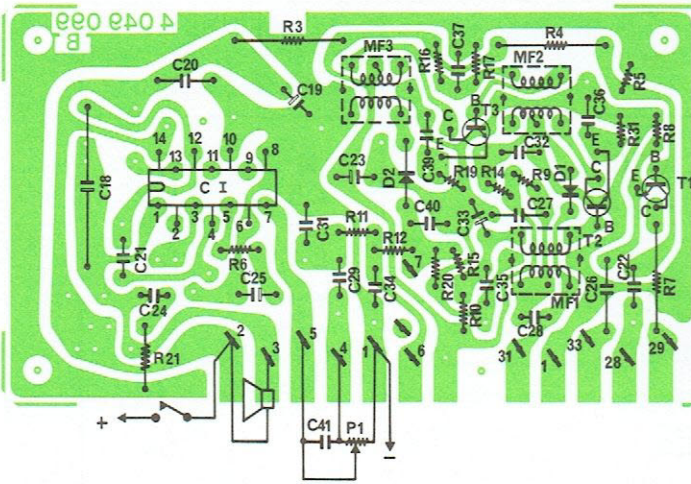 4 049 099
B T
R3
R4
C20
MF3
R16
C37
R17
MF2
R5
C19
B
T3
C
E
C36
14
13
12
11
10
9
8
C39
C32
E
R31
R8
C18
C23
D2
R19
R14
R9
D1
C
B
E
T1
C
U
C I
1
2
3
4
5
6
7
C40
C33
C27
B
T2
C31
R11
R12
C21
R6
C25
C29
C34
7
R20
R15
C35
MF1
C26
C22
R7
C24
R10
C28
R21
2
3
5
4
1
6
31
1
33
28
29
+
C41
P1
–